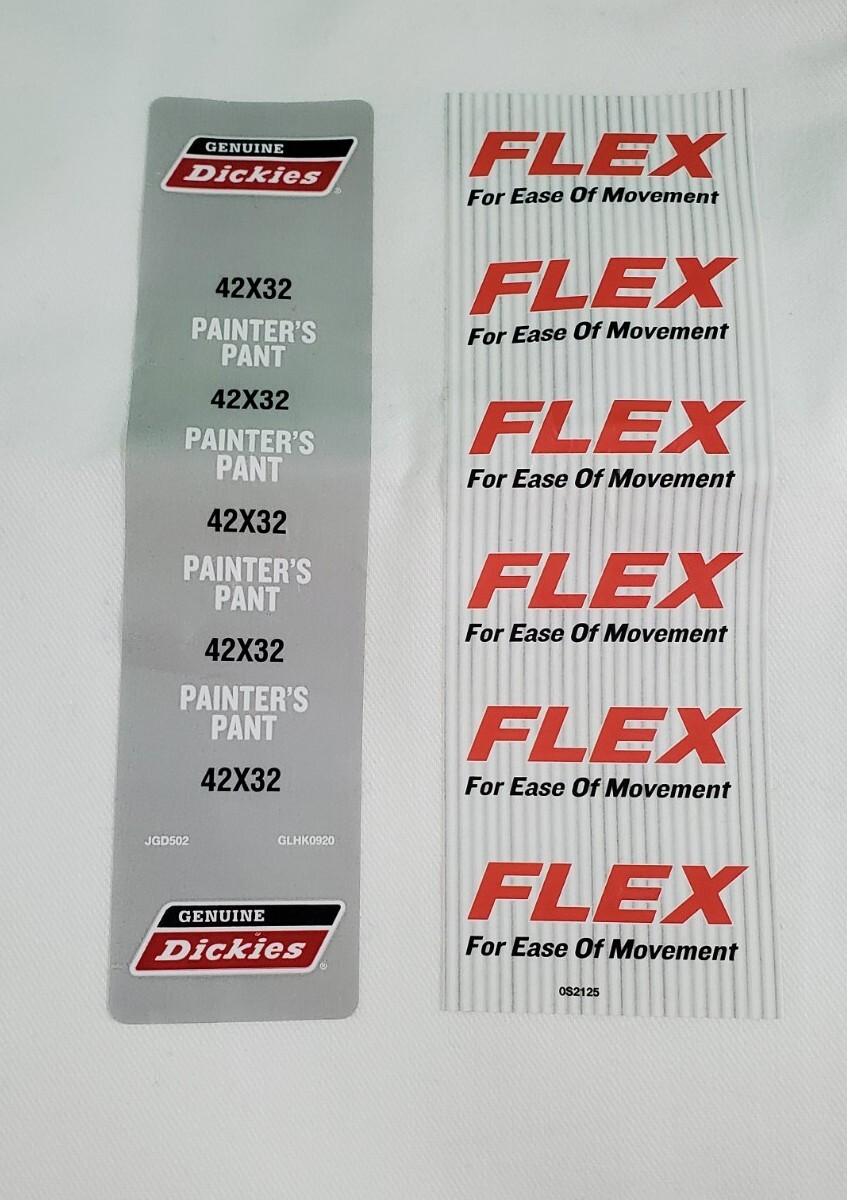 GENUINE
Dickies®
42X32
PAINTER'S
PANT
42X32
PAINTER'S
PANT
42X32
PAINTER'S
PANT
42X32
PAINTER'S
PANT
42X32
JGD502 GLHK0920
GENUINE
Dickies®
FLEX
For Ease Of Movement
FLEX
For Ease Of Movement
FLEX
For Ease Of Movement
FLEX
For Ease Of Movement
FLEX
For Ease Of Movement
FLEX
For Ease Of Movement
0S2125